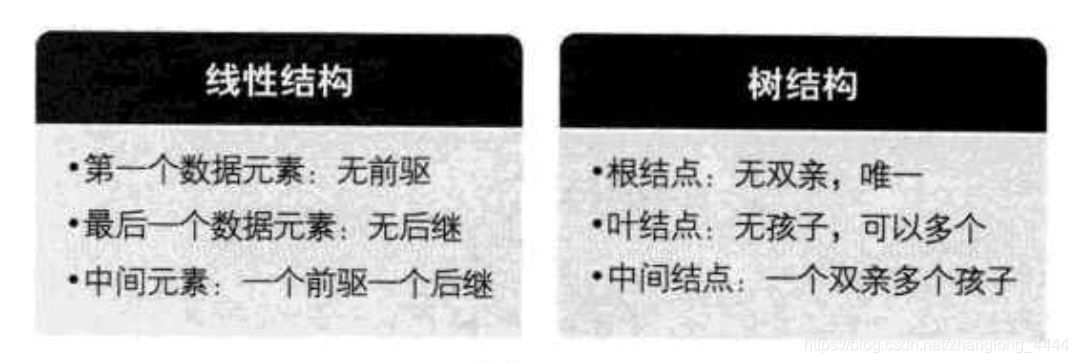 线性结构
•第一个数据元素：无前驱
•最后一个数据元素：无后继
•中间元素：一个前驱一个后继
树结构
•根结点：无双亲，唯一
•叶结点：无孩子，可以多个
•中间结点：一个双亲多个孩子
https://blog.csdn.net/zhanglong_4444